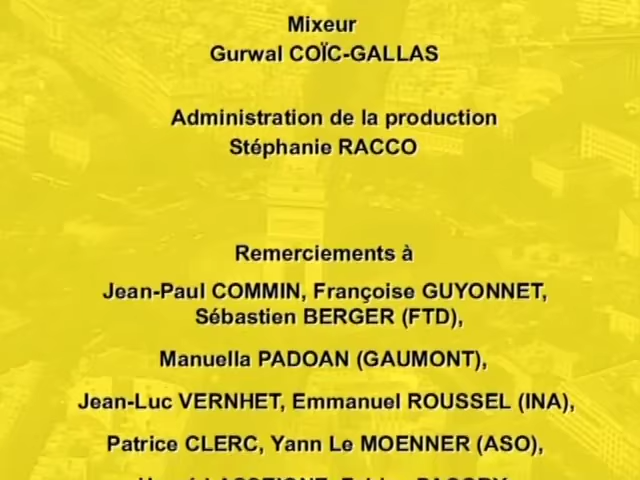 Mixeur
Gurwal COÏC-GALLAS
Administration de la production
Stéphanie RACCO
Remerciements à
Jean-Paul COMMIN, Françoise GUYONNET,
Sébastien BERGER (FTD),
Manuella PADOAN (GAUMONT),
Jean-Luc VERNHET, Emmanuel ROUSSEL (INA),
Patrice CLERC, Yann Le MOENNER (ASO),